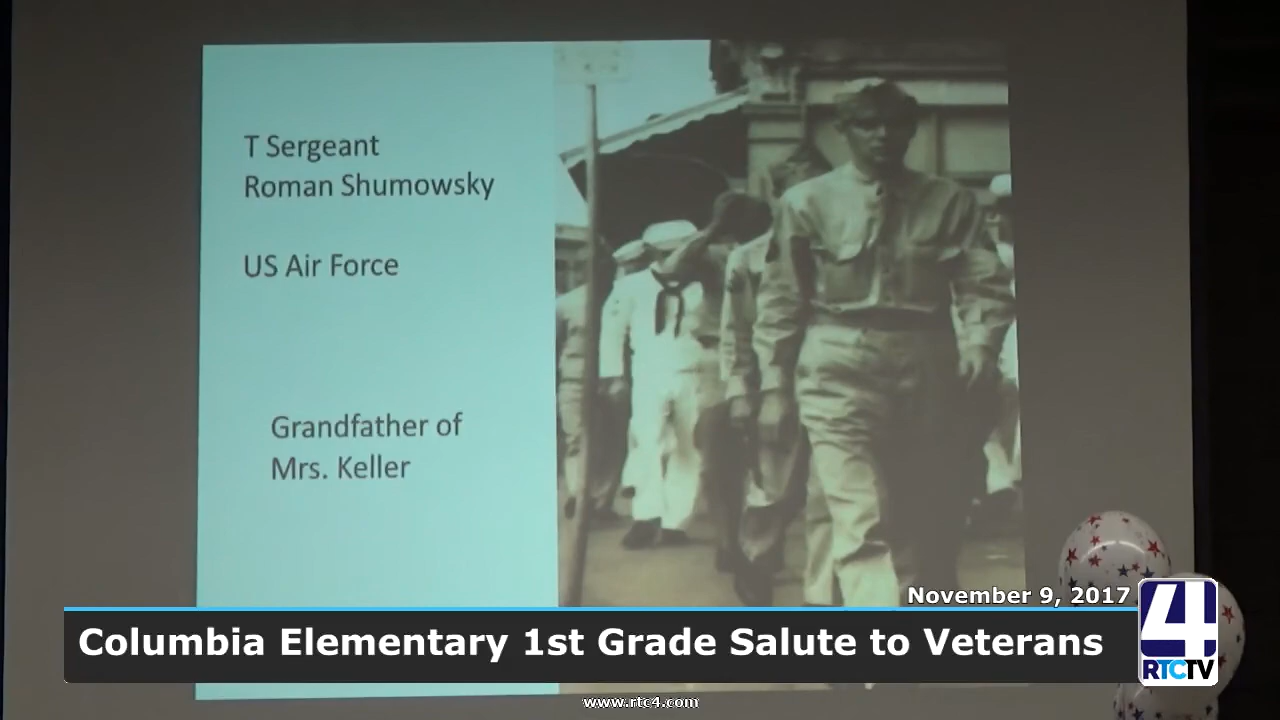 T Sergeant
Roman Shumowsky
US Air Force
Grandfather of
Mrs. Keller
November 9, 2017
Columbia Elementary 1st Grade Salute to Veterans
4
RTCTV
www.rtc4.com